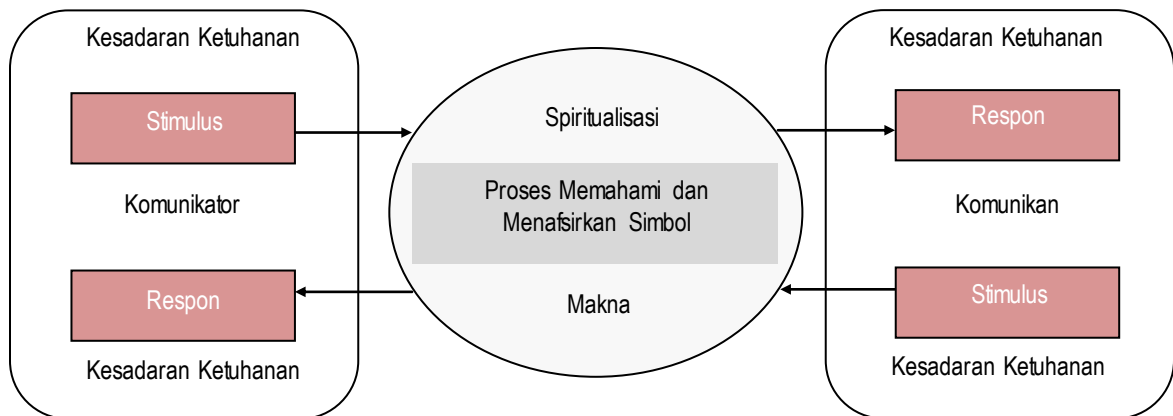 Kesadaran Ketuhanan
Stimulus
Komunikator
Respon
Kesadaran Ketuhanan
Spiritualisasi
Proses Memahami dan
Menafsirkan Simbol
Makna
Kesadaran Ketuhanan
Respon
Komunikan
Stimulus
Kesadaran Ketuhanan